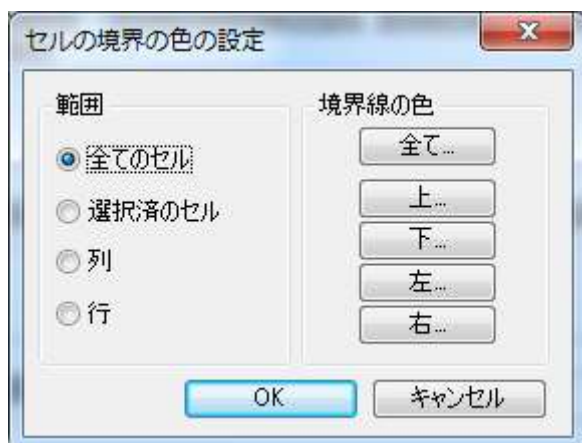 セルの境界の色の設定
範囲
全てのセル
選択済のセル
列
行
境界線の色
全て...
上...
下...
左...
右...
OK
キャンセル